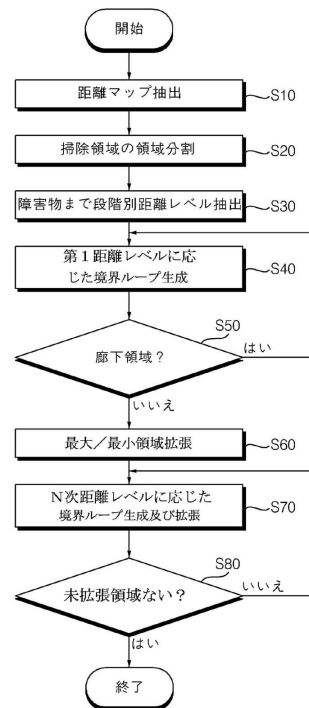 開始
距離マップ抽出
S10
掃除領域の領域分割
S20
障害物まで段階別距離レベル抽出
S30
第１距離レベルに応
じた境界ループ生成
S40
S50
廊下領域？
はい
いいえ
最大／最小領域拡張
S60
N次距離レベルに応じた
境界ループ生成及び拡張
S70
S80
未拡張領域ない？
いいえ
はい
終了